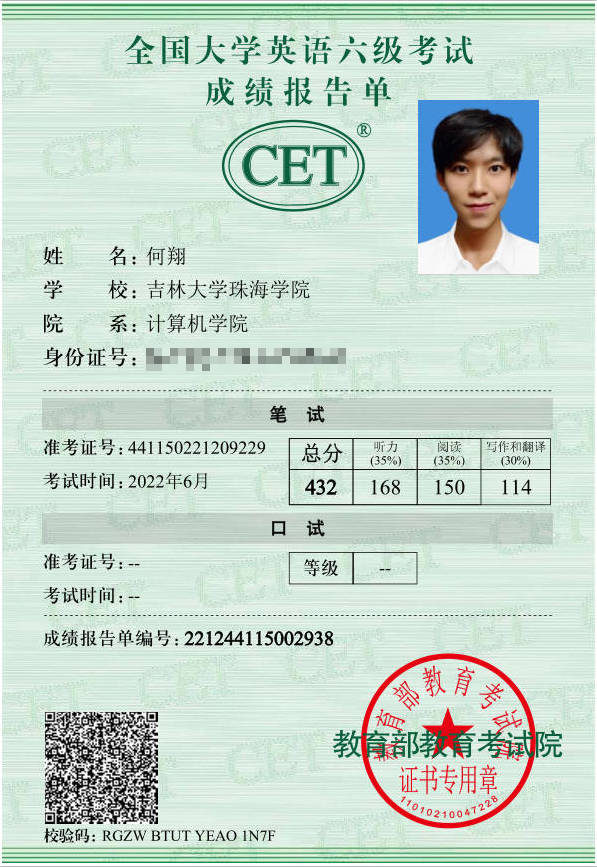 全国大学英语六级考试
成绩报告单
CET®
姓 名：何翔
学 校：吉林大学珠海学院
院 系：计算机学院
身份证号：
笔 试
准考证号：441150221209229
考试时间：2022年6月
总分 听力(35%) 阅读(35%) 写作和翻译(30%)
432 168 150 114
口 试
准考证号：--
考试时间：--
等级 --
成绩报告单编号：221244115002938
教育部教育考试院
教育部教育考试院
证书专用章
11010210047228
校验码：RGZW BTUT YEAO 1N7F